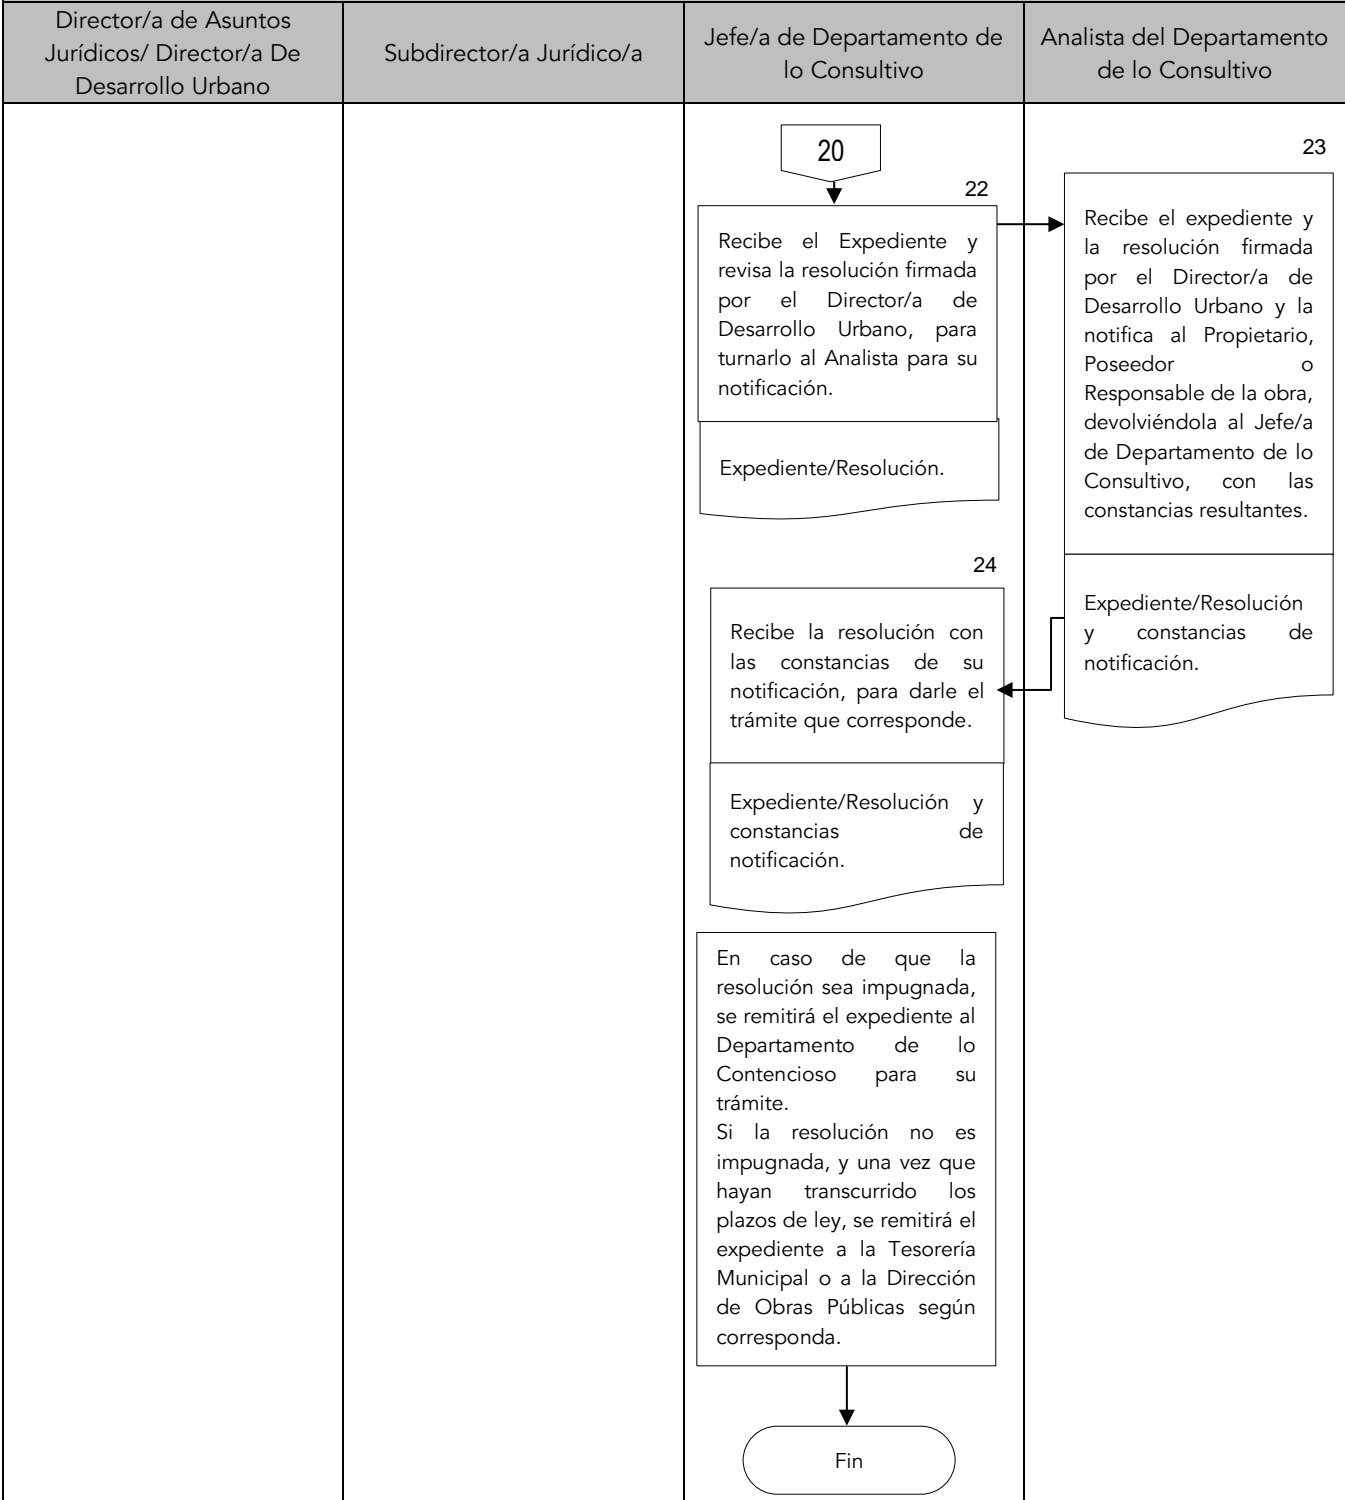 Director/a de Asuntos
Jurídicos/ Director/a De
Desarrollo Urbano
Subdirector/a Jurídico/a
Jefe/a de Departamento de
lo Consultivo
Analista del Departamento
de lo Consultivo
20
22
Recibe el Expediente y
revisa la resolución firmada
por el Director/a de
Desarrollo Urbano, para
turnarlo al Analista para su
notificación.
Expediente/Resolución.
23
Recibe el expediente y
la resolución firmada
por el Director/a de
Desarrollo Urbano y la
notifica al Propietario,
Poseedor o
Responsable de la obra,
devolviéndola al Jefe/a
de Departamento de lo
Consultivo, con las
constancias resultantes.
Expediente/Resolución
y constancias de
notificación.
24
Recibe la resolución con
las constancias de su
notificación, para darle el
trámite que corresponde.
Expediente/Resolución y
constancias de
notificación.
En caso de que la
resolución sea impugnada,
se remitirá el expediente al
Departamento de lo
Contencioso para su
trámite.
Si la resolución no es
impugnada, y una vez que
hayan transcurrido los
plazos de ley, se remitirá el
expediente a la Tesorería
Municipal o a la Dirección
de Obras Públicas según
corresponda.
Fin